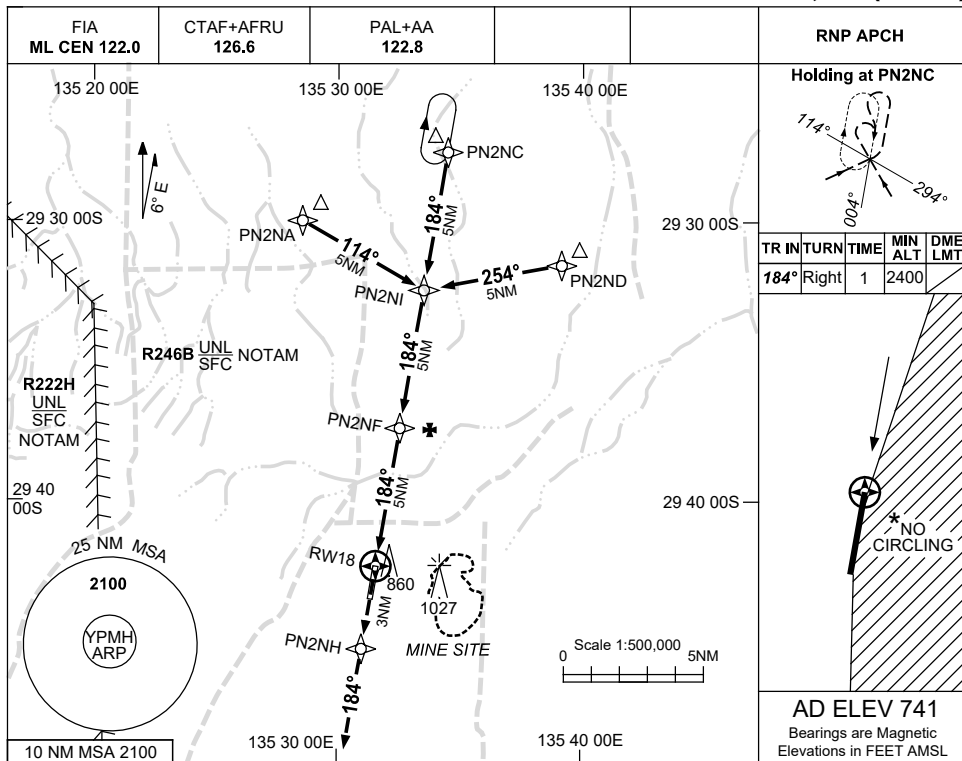 FIA
ML CEN 122.0
CTAF+AFRU
126.6
PAL+AA
122.8
RNP APCH
135 20 00E
135 30 00E
135 40 00E
Holding at PN2NC
114°
294°
004°
TR IN TURN TIME MIN ALT DME LMT
184° Right 1 2400
6° E
PN2NC
184°
5NM
29 30 00S
29 30 00S
PN2NA
114°
5NM
254°
5NM
PN2ND
PN2NI
184°
5NM
R246B UNL SFC NOTAM
R222H
UNL
SFC
NOTAM
PN2NF
184°
5NM
29 40
00S
29 40 00S
*NO
CIRCLING
RW18
860
1027
3NM
MINE SITE
PN2NH
184°
25 NM MSA
2100
YPMH
ARP
Scale 1:500,000
0 5NM
10 NM MSA 2100
135 30 00E
135 40 00E
AD ELEV 741
Bearings are Magnetic
Elevations in FEET AMSL